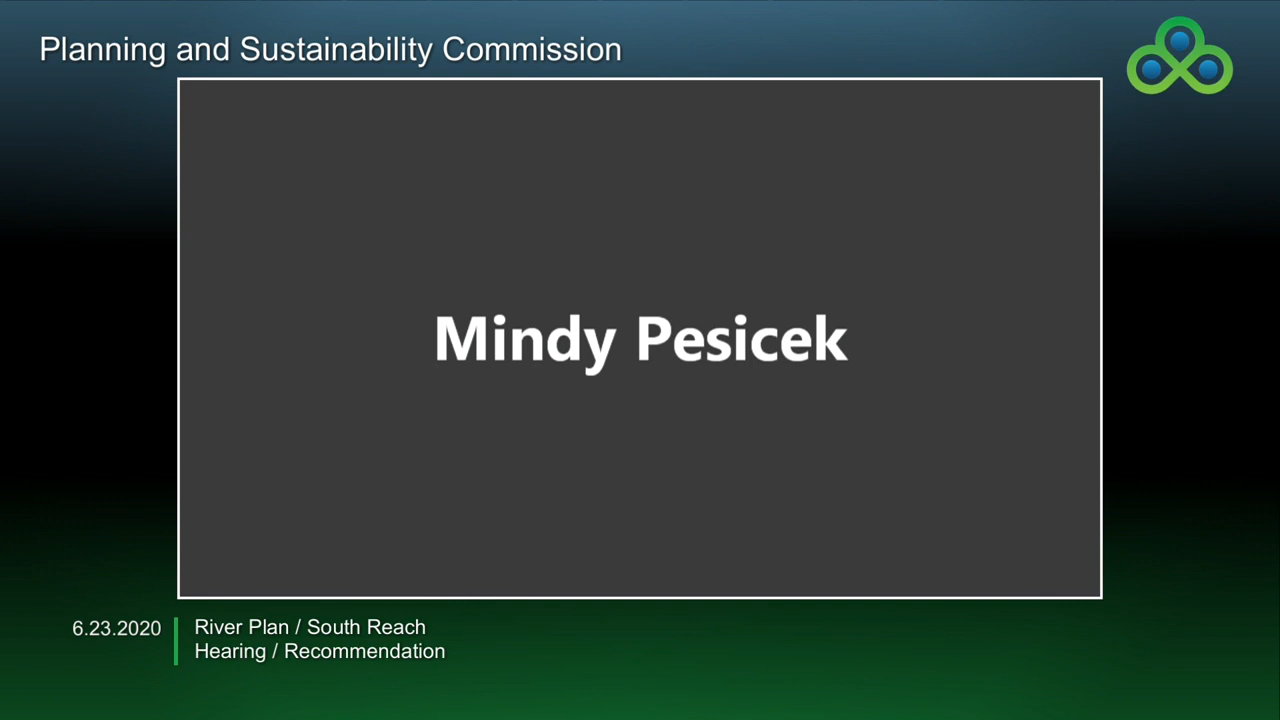 Planning and Sustainability Commission
Mindy Pesicek
6.23.2020
River Plan / South Reach
Hearing / Recommendation